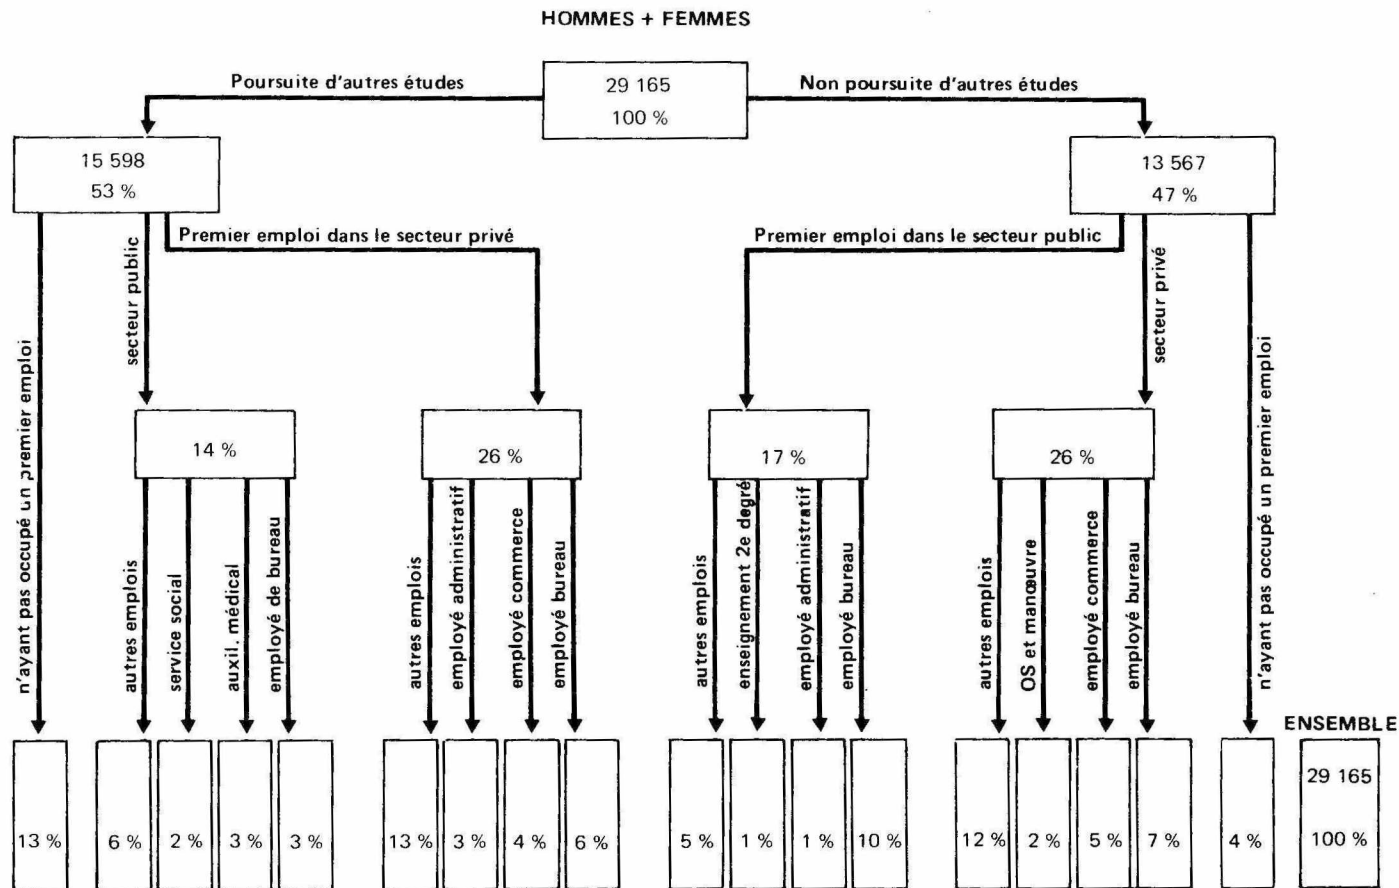 HOMMES + FEMMES
Poursuite d'autres études
29 165
100 %
Non poursuite d'autres études
15 598
53 %
13 567
47 %
n'ayant pas occupé un premier emploi
secteur public
Premier emploi dans le secteur privé
Premier emploi dans le secteur public
secteur privé
n'ayant pas occupé un premier emploi
14 %
26 %
17 %
26 %
autres emplois
service social
auxil. médical
employé de bureau
autres emplois
employé administratif
employé commerce
employé bureau
autres emplois
enseignement 2e degré
employé administratif
employé bureau
autres emplois
OS et manœuvre
employé commerce
employé bureau
ENSEMBLE
29 165
13 %
6 %
2 %
3 %
3 %
13 %
3 %
4 %
6 %
5 %
1 %
1 %
10 %
12 %
2 %
5 %
7 %
4 %
100 %